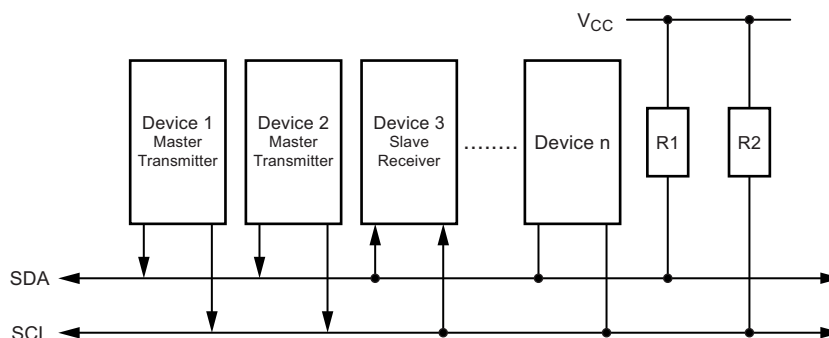 VCC
Device 1
Master
Transmitter
Device 2
Master
Transmitter
Device 3
Slave
Receiver
........
Device n
R1
R2
SDA
SCL